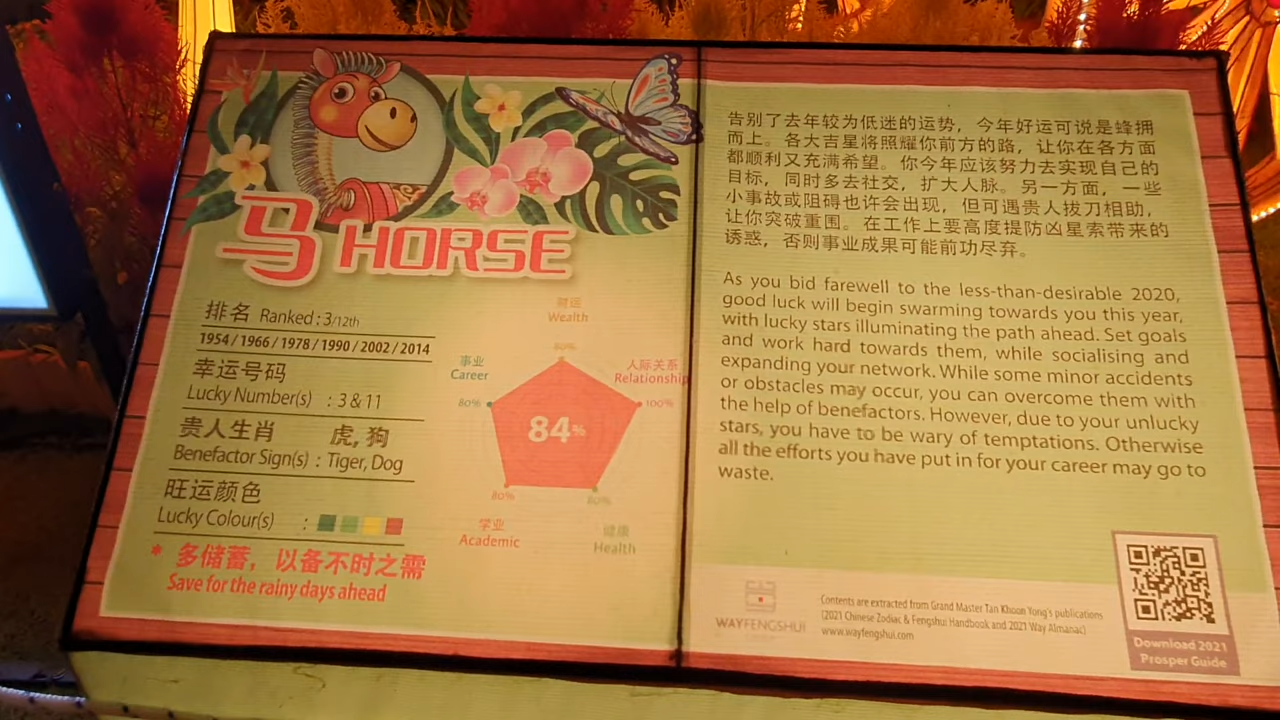 马 HORSE
排名 Ranked : 3/12th
1954 / 1966 / 1978 / 1990 / 2002 / 2014
幸运号码
Lucky Number(s) : 3 & 11
贵人生肖 虎, 狗
Benefactor Sign(s) : Tiger, Dog
旺运颜色
Lucky Colour(s) :
* 多储蓄，以备不时之需
Save for the rainy days ahead
财运
Wealth
80%
事业
Career
80%
人际关系
Relationship
100%
84%
80%
学业
Academic
80%
健康
Health
告别了去年较为低迷的运势，今年好运可说是蜂拥
而上。各大吉星将照耀你前方的路，让你在各方面
都顺利又充满希望。你今年应该努力去实现自己的
目标，同时多去社交，扩大人脉。另一方面，一些
小事故或阻碍也许会出现，但可遇贵人拔刀相助，
让你突破重围。在工作上要高度提防凶星索带来的
诱惑，否则事业成果可能前功尽弃。
As you bid farewell to the less-than-desirable 2020,
good luck will begin swarming towards you this year,
with lucky stars illuminating the path ahead. Set goals
and work hard towards them, while socialising and
expanding your network. While some minor accidents
or obstacles may occur, you can overcome them with
the help of benefactors. However, due to your unlucky
stars, you have to be wary of temptations. Otherwise
all the efforts you have put in for your career may go to
waste.
WAYFENGSHUI
Contents are extracted from Grand Master Tan Khoon Yong's publications
(2021 Chinese Zodiac & Fengshui Handbook and 2021 Way Almanac)
www.wayfengshui.com
Download 2021
Prosper Guide